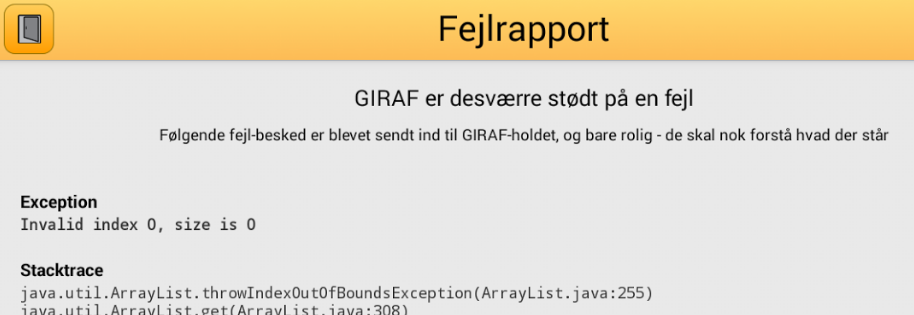 Fejlrapport
GIRAF er desværre stødt på en fejl
Følgende fejl-besked er blevet sendt ind til GIRAF-holdet, og bare rolig - de skal nok forstå hvad der står
Exception
Invalid index 0, size is 0
Stacktrace
java.util.ArrayList.throwIndexOutOfBoundsException(ArrayList.java:255)
java.util.ArrayList.get(ArrayList.java:308)